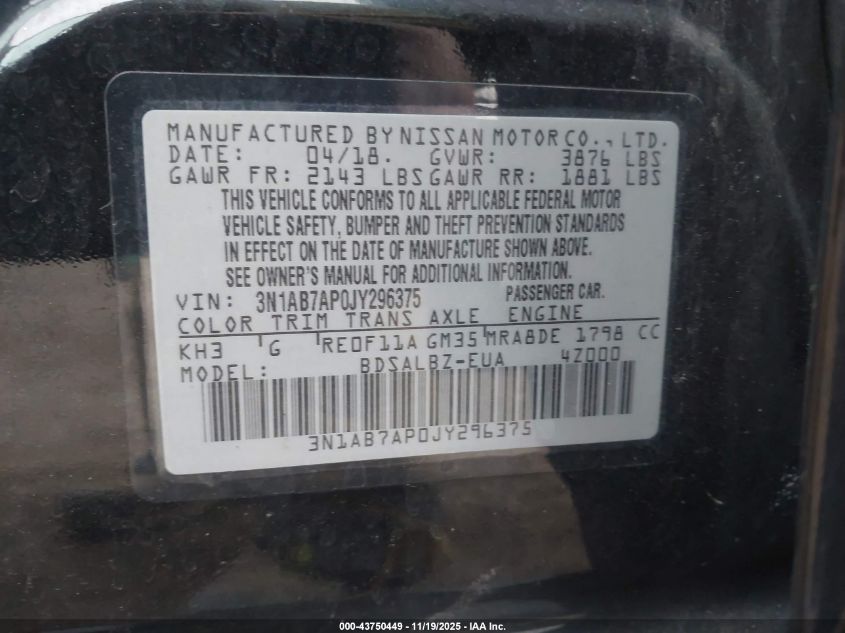 MANUFACTURED BY NISSAN MOTOR CO., LTD.
DATE: 04/18. GVWR: 3876 LBS
GAWR FR: 2143 LBS GAWR RR: 1881 LBS
THIS VEHICLE CONFORMS TO ALL APPLICABLE FEDERAL MOTOR
VEHICLE SAFETY, BUMPER AND THEFT PREVENTION STANDARDS
IN EFFECT ON THE DATE OF MANUFACTURE SHOWN ABOVE.
SEE OWNER'S MANUAL FOR ADDITIONAL INFORMATION.
VIN: 3N1AB7AP0JY296375 PASSENGER CAR.
COLOR TRIM TRANS AXLE ENGINE
KH3 G RE0F11A GM35 MRA8DE 1798 CC
MODEL: BDSALBZ-EUA 4Z000
3N1AB7AP0JY296375
000-43750449 - 11/19/2025 - IAA Inc.